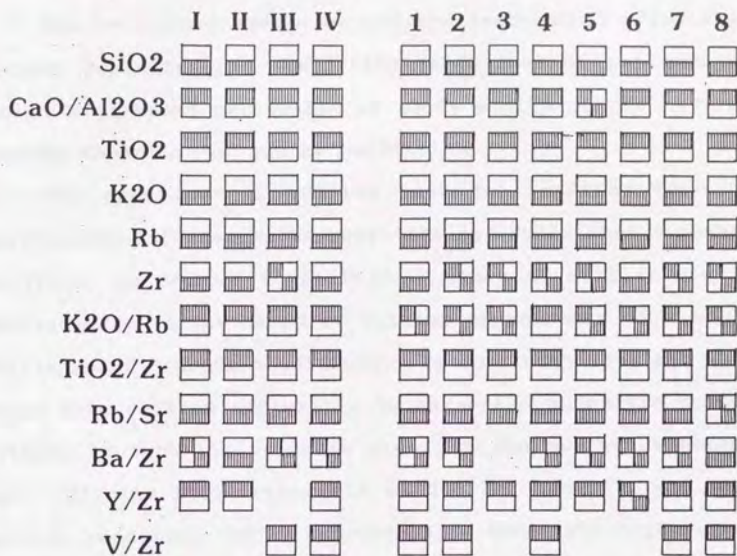 I II III IV 1 2 3 4 5 6 7 8
SiO2
CaO/Al2O3
TiO2
K2O
Rb
Zr
K2O/Rb
TiO2/Zr
Rb/Sr
Ba/Zr
Y/Zr
V/Zr